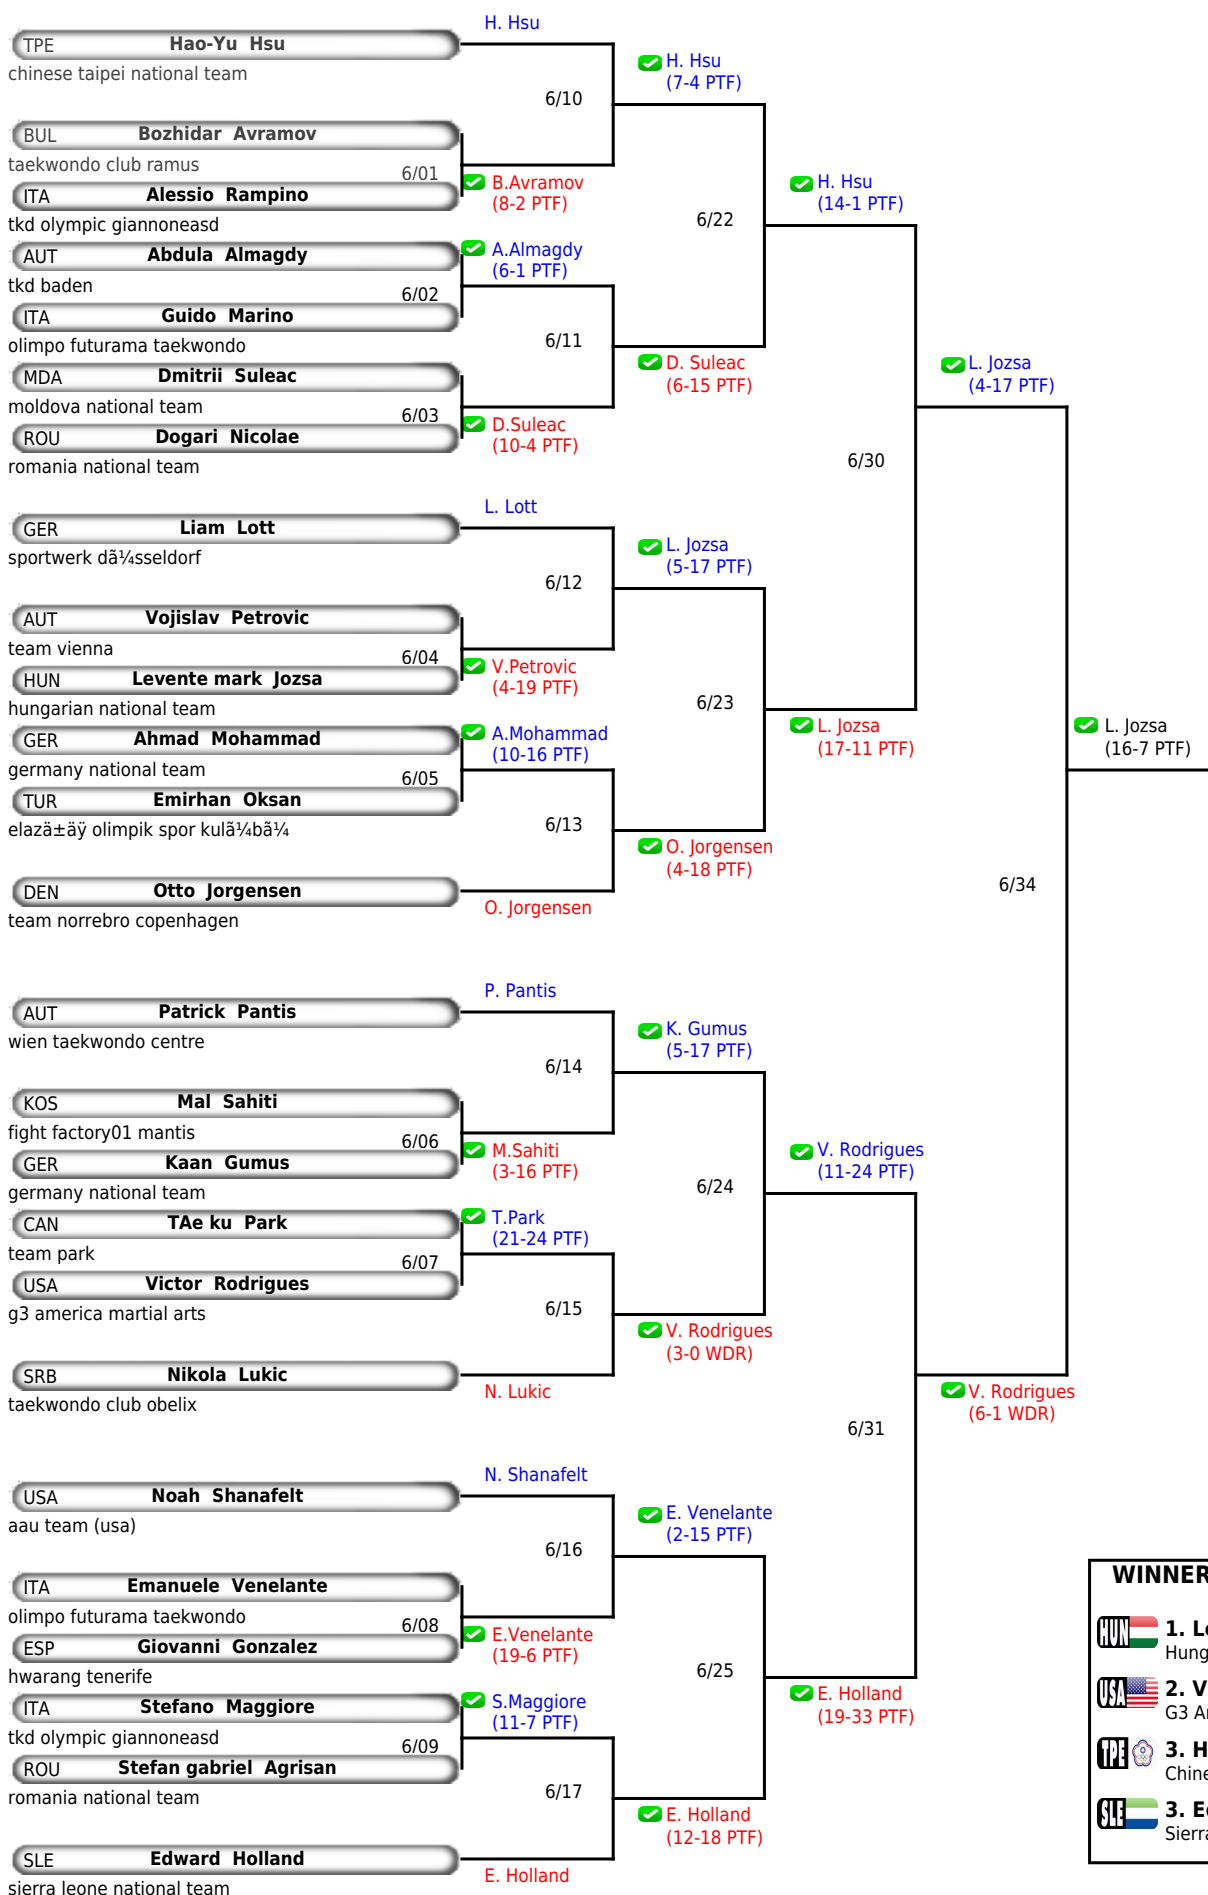 H. Hsu
TPE Hao-Yu Hsu
chinese taipei national team
H. Hsu
(7-4 PTF)
6/10
BUL Bozhidar Avramov
taekwondo club ramus
6/01
B.Avramov
(8-2 PTF)
ITA Alessio Rampino
tkd olympic giannoneasd
H. Hsu
(14-1 PTF)
6/22
AUT Abdula Almagdy
tkd baden
A.Almagdy
(6-1 PTF)
6/02
ITA Guido Marino
olimpo futurama taekwondo
6/11
D. Suleac
(6-15 PTF)
MDA Dmitrii Suleac
moldova national team
6/03
D.Suleac
(10-4 PTF)
ROU Dogari Nicolae
romania national team
L. Jozsa
(4-17 PTF)
6/30
L. Lott
GER Liam Lott
sportwerk dã¼sseldorf
L. Jozsa
(5-17 PTF)
6/12
AUT Vojislav Petrovic
team vienna
6/04
V.Petrovic
(4-19 PTF)
HUN Levente mark Jozsa
hungarian national team
6/23
GER Ahmad Mohammad
germany national team
A.Mohammad
(10-16 PTF)
L. Jozsa
(17-11 PTF)
L. Jozsa
(16-7 PTF)
6/05
TUR Emirhan Oksan
elazä±äÿ olimpik spor kulã¼bã¼
6/13
O. Jorgensen
(4-18 PTF)
DEN Otto Jorgensen
team norrebro copenhagen
O. Jorgensen
6/34
P. Pantis
AUT Patrick Pantis
wien taekwondo centre
K. Gumus
(5-17 PTF)
6/14
KOS Mal Sahiti
fight factory01 mantis
6/06
M.Sahiti
(3-16 PTF)
GER Kaan Gumus
germany national team
V. Rodrigues
(11-24 PTF)
6/24
CAN TAe ku Park
team park
T.Park
(21-24 PTF)
6/07
USA Victor Rodrigues
g3 america martial arts
6/15
V. Rodrigues
(3-0 WDR)
SRB Nikola Lukic
taekwondo club obelix
N. Lukic
V. Rodrigues
(6-1 WDR)
6/31
N. Shanafelt
USA Noah Shanafelt
aau team (usa)
E. Venelante
(2-15 PTF)
6/16
ITA Emanuele Venelante
olimpo futurama taekwondo
6/08
E.Venelante
(19-6 PTF)
ESP Giovanni Gonzalez
hwarang tenerife
6/25
ITA Stefano Maggiore
tkd olympic giannoneasd
S.Maggiore
(11-7 PTF)
E. Holland
(19-33 PTF)
6/09
ROU Stefan gabriel Agrisan
romania national team
6/17
E. Holland
(12-18 PTF)
SLE Edward Holland
sierra leone national team
E. Holland
WINNER
HUN 1. Le
Hung
USA 2. V
G3 A
TPE 3. H
Chine
SLE 3. E
Sierra